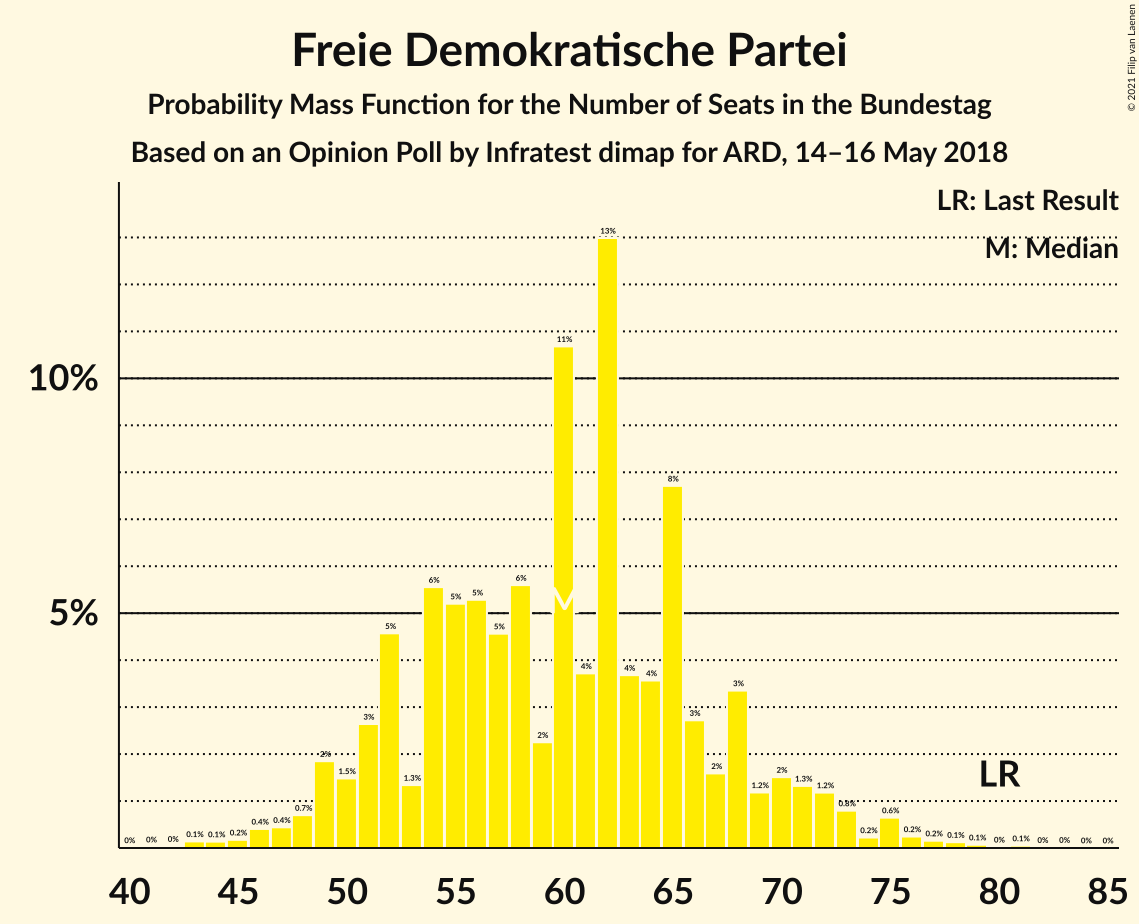 Freie Demokratische Partei
Probability Mass Function for the Number of Seats in the Bundestag
Based on an Opinion Poll by Infratest dimap for ARD, 14–16 May 2018
© 2021 Filip van Laenen
LR: Last Result
M: Median
10%
5%
0% 0% 0% 0.1% 0.1% 0.2% 0.4% 0.4% 0.7% 2% 1.5% 3% 5% 1.3% 6% 5% 5% 5% 6% 2% 11% 4% 13% 4% 4% 8% 3% 2% 3% 1.2% 2% 1.3% 1.2% 0.8% 0.2% 0.6% 0.2% 0.2% 0.1% 0.1% 0% 0.1% 0% 0% 0% 0%
M
LR
40 45 50 55 60 65 70 75 80 85